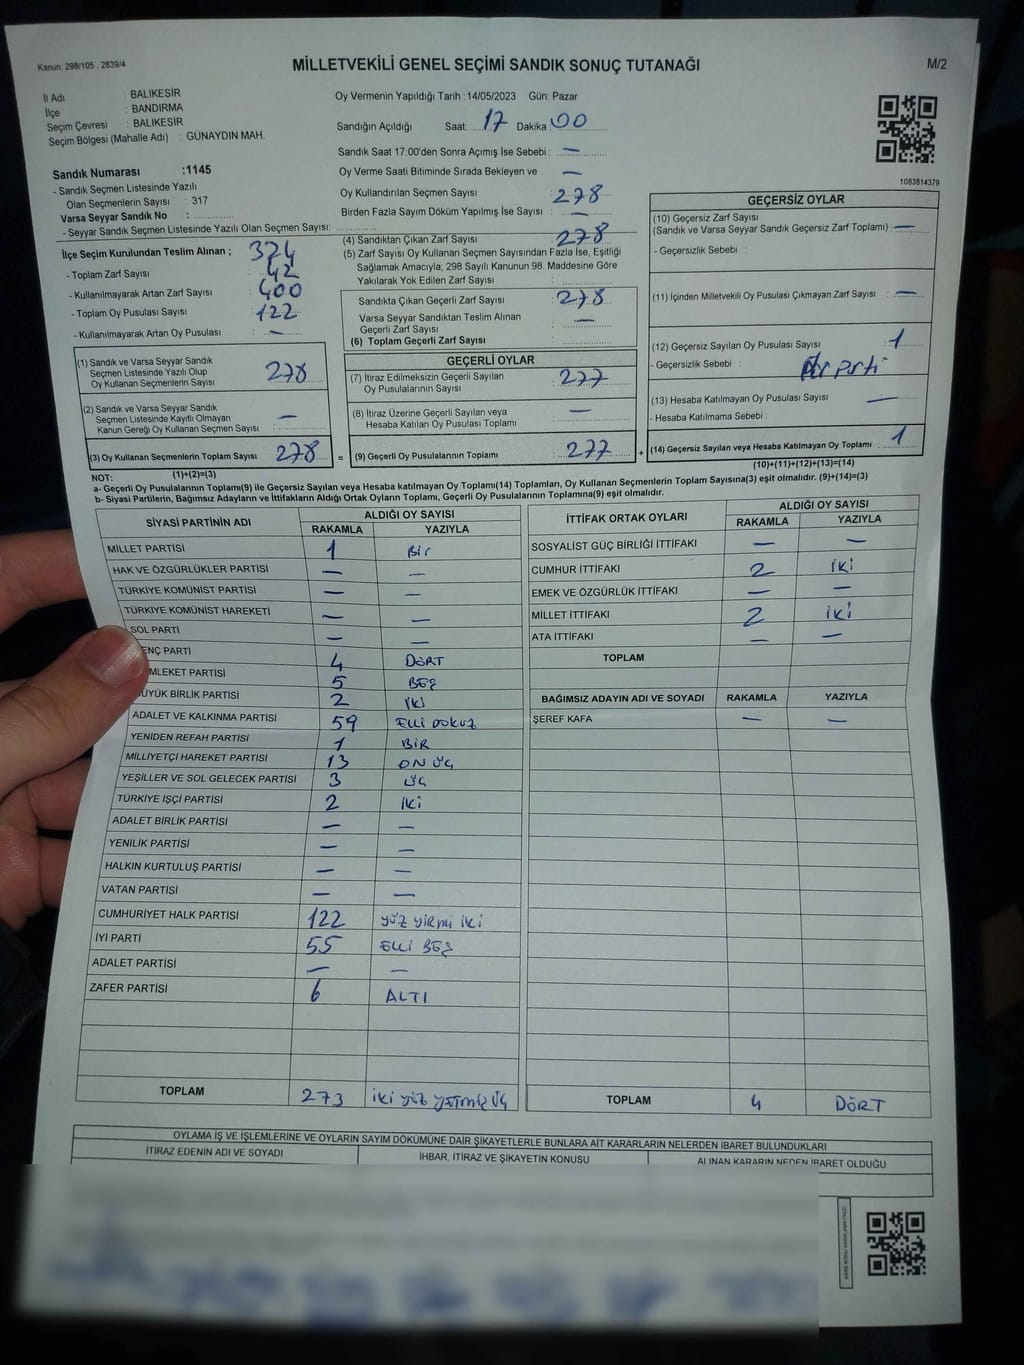 Kanun; 298/105 , 2839/4
MİLLETVEKİLİ GENEL SEÇİMİ SANDIK SONUÇ TUTANAĞI
M/2
İl Adı : BALIKESİR
İlçe : BANDIRMA
Seçim Çevresi : BALIKESİR
Seçim Bölgesi (Mahalle Adı) : GÜNAYDIN MAH.
Oy Vermenin Yapıldığı Tarih :14/05/2023 Gün: Pazar
Sandığın Açıldığı Saat: 17 Dakika 00
Sandık Saat 17:00'den Sonra Açmış İse Sebebi : —
Oy Verme Saati Bitiminde Sırada Bekleyen ve —
Oy Kullandırılan Seçmen Sayısı : 278
Birden Fazla Sayım Döküm Yapılmış İse Sayısı : —
1083814379
Sandık Numarası :1145
- Sandık Seçmen Listesinde Yazılı
Olan Seçmenlerin Sayısı : 317
Varsa Seyyar Sandık No :
- Seyyar Sandık Seçmen Listesinde Yazılı Olan Seçmen Sayısı:
İlçe Seçim Kurulundan Teslim Alınan ; 324
- Toplam Zarf Sayısı : 42
- Kullanılmayarak Artan Zarf Sayısı : 400
- Toplam Oy Pusulası Sayısı : 122
- Kullanılmayarak Artan Oy Pusulası : —
(4) Sandıktan Çıkan Zarf Sayısı : 278
(5) Zarf Sayısı Oy Kullanan Seçmen Sayısından Fazla İse, Eşitliği
Sağlamak Amacıyla; 298 Sayılı Kanunun 98. Maddesine Göre
Yakılarak Yok Edilen Zarf Sayısı :
Sandıkta Çıkan Geçerli Zarf Sayısı : 278
Varsa Seyyar Sandıktan Teslim Alınan
Geçerli Zarf Sayısı : —
(6) Toplam Geçerli Zarf Sayısı :
GEÇERSİZ OYLAR
(10) Geçersiz Zarf Sayısı
(Sandık ve Varsa Seyyar Sandık Geçersiz Zarf Toplamı) : —
- Geçersizlik Sebebi :
(11) İçinden Milletvekili Oy Pusulası Çıkmayan Zarf Sayısı : —
(12) Geçersiz Sayılan Oy Pusulası Sayısı : 1
- Geçersizlik Sebebi : parti
(13) Hesaba Katılmayan Oy Pusulası Sayısı : —
- Hesaba Katılmama Sebebi :
(14) Geçersiz Sayılan veya Hesaba Katılmayan Oy Toplamı : 1
(1) Sandık ve Varsa Seyyar Sandık
Seçmen Listesinde Yazılı Olup
Oy Kullanan Seçmenlerin Sayısı : 278
(2) Sandık ve Varsa Seyyar Sandık
Seçmen Listesinde Kayıtlı Olmayan
Kanun Gereği Oy Kullanan Seçmen Sayısı : —
(3) Oy Kullanan Seçmenlerin Toplam Sayısı : 278 =
GEÇERLİ OYLAR
(7) İtiraz Edilmeksizin Geçerli Sayılan
Oy Pusulalarının Sayısı : 277
(8) İtiraz Üzerine Geçerli Sayılan veya
Hesaba Katılan Oy Pusulası Toplamı : —
(9) Geçerli Oy Pusulalarının Toplamı : 277 +
NOT: (1)+(2)=(3)
(10)+(11)+(12)+(13)=(14)
a- Geçerli Oy Pusulaları Toplamı(9) ile Geçersiz Sayılan veya Hesaba katılmayan Oy Toplamı(14) Toplamları, Oy Kullanan Seçmenlerin Toplam Sayısına(3) eşit olmalıdır. (9)+(14)=(3)
b- Siyasi Partilerin, Bağımsız Adayların ve İttifakların Aldığı Ortak Oyların Toplamı, Geçerli Oy Pusulalarının Toplamına(9) eşit olmalıdır.
SİYASİ PARTİNİN ADI ALDIĞI OY SAYISI
RAKAMLA YAZIYLA
MİLLET PARTİSİ 1 Bir
HAK VE ÖZGÜRLÜKLER PARTİSİ — —
TÜRKİYE KOMÜNİST PARTİSİ — —
TÜRKİYE KOMÜNİST HAREKETİ — —
SOL PARTİ — —
ENÇ PARTİ 4 DÖRT
MLEKET PARTİSİ 5 BEŞ
ÜYÜK BİRLİK PARTİSİ 2 İki
ADALET VE KALKINMA PARTİSİ 59 ELLİ DOKUZ
YENİDEN REFAH PARTİSİ 1 BİR
MİLLİYETÇİ HAREKET PARTİSİ 13 ON ÜÇ
YEŞİLLER VE SOL GELECEK PARTİSİ 3 ÜÇ
TÜRKİYE İŞÇİ PARTİSİ 2 İki
ADALET BİRLİK PARTİSİ — —
YENİLİK PARTİSİ — —
HALKIN KURTULUŞ PARTİSİ — —
VATAN PARTİSİ — —
CUMHURİYET HALK PARTİSİ 122 YÜZ YİRMİ İKİ
İYİ PARTİ 55 ELLİ BEŞ
ADALET PARTİSİ — —
ZAFER PARTİSİ 6 ALTI
TOPLAM 273 İKİ YÜZ YETMİŞ ÜÇ
İTTİFAK ORTAK OYLARI ALDIĞI OY SAYISI
RAKAMLA YAZIYLA
SOSYALİST GÜÇ BİRLİĞİ İTTİFAKI — —
CUMHUR İTTİFAKI 2 İKİ
EMEK VE ÖZGÜRLÜK İTTİFAKI — —
MİLLET İTTİFAKI 2 İKİ
ATA İTTİFAKI — —
TOPLAM
BAĞIMSIZ ADAYIN ADI VE SOYADI RAKAMLA YAZIYLA
ŞEREF KAFA — —
TOPLAM 4 DÖRT
OYLAMA İŞ VE İŞLEMLERİNE VE OYLARIN SAYIM DÖKÜMÜNE DAİR ŞİKAYETLERLE BUNLARA AİT KARARLARIN NELERDEN İBARET BULUNDUKLARI
İTİRAZ EDENİN ADI VE SOYADI İHBAR, İTİRAZ VE ŞİKAYETİN KONUSU ALINAN KARARIN NEDEN İBARET OLDUĞU